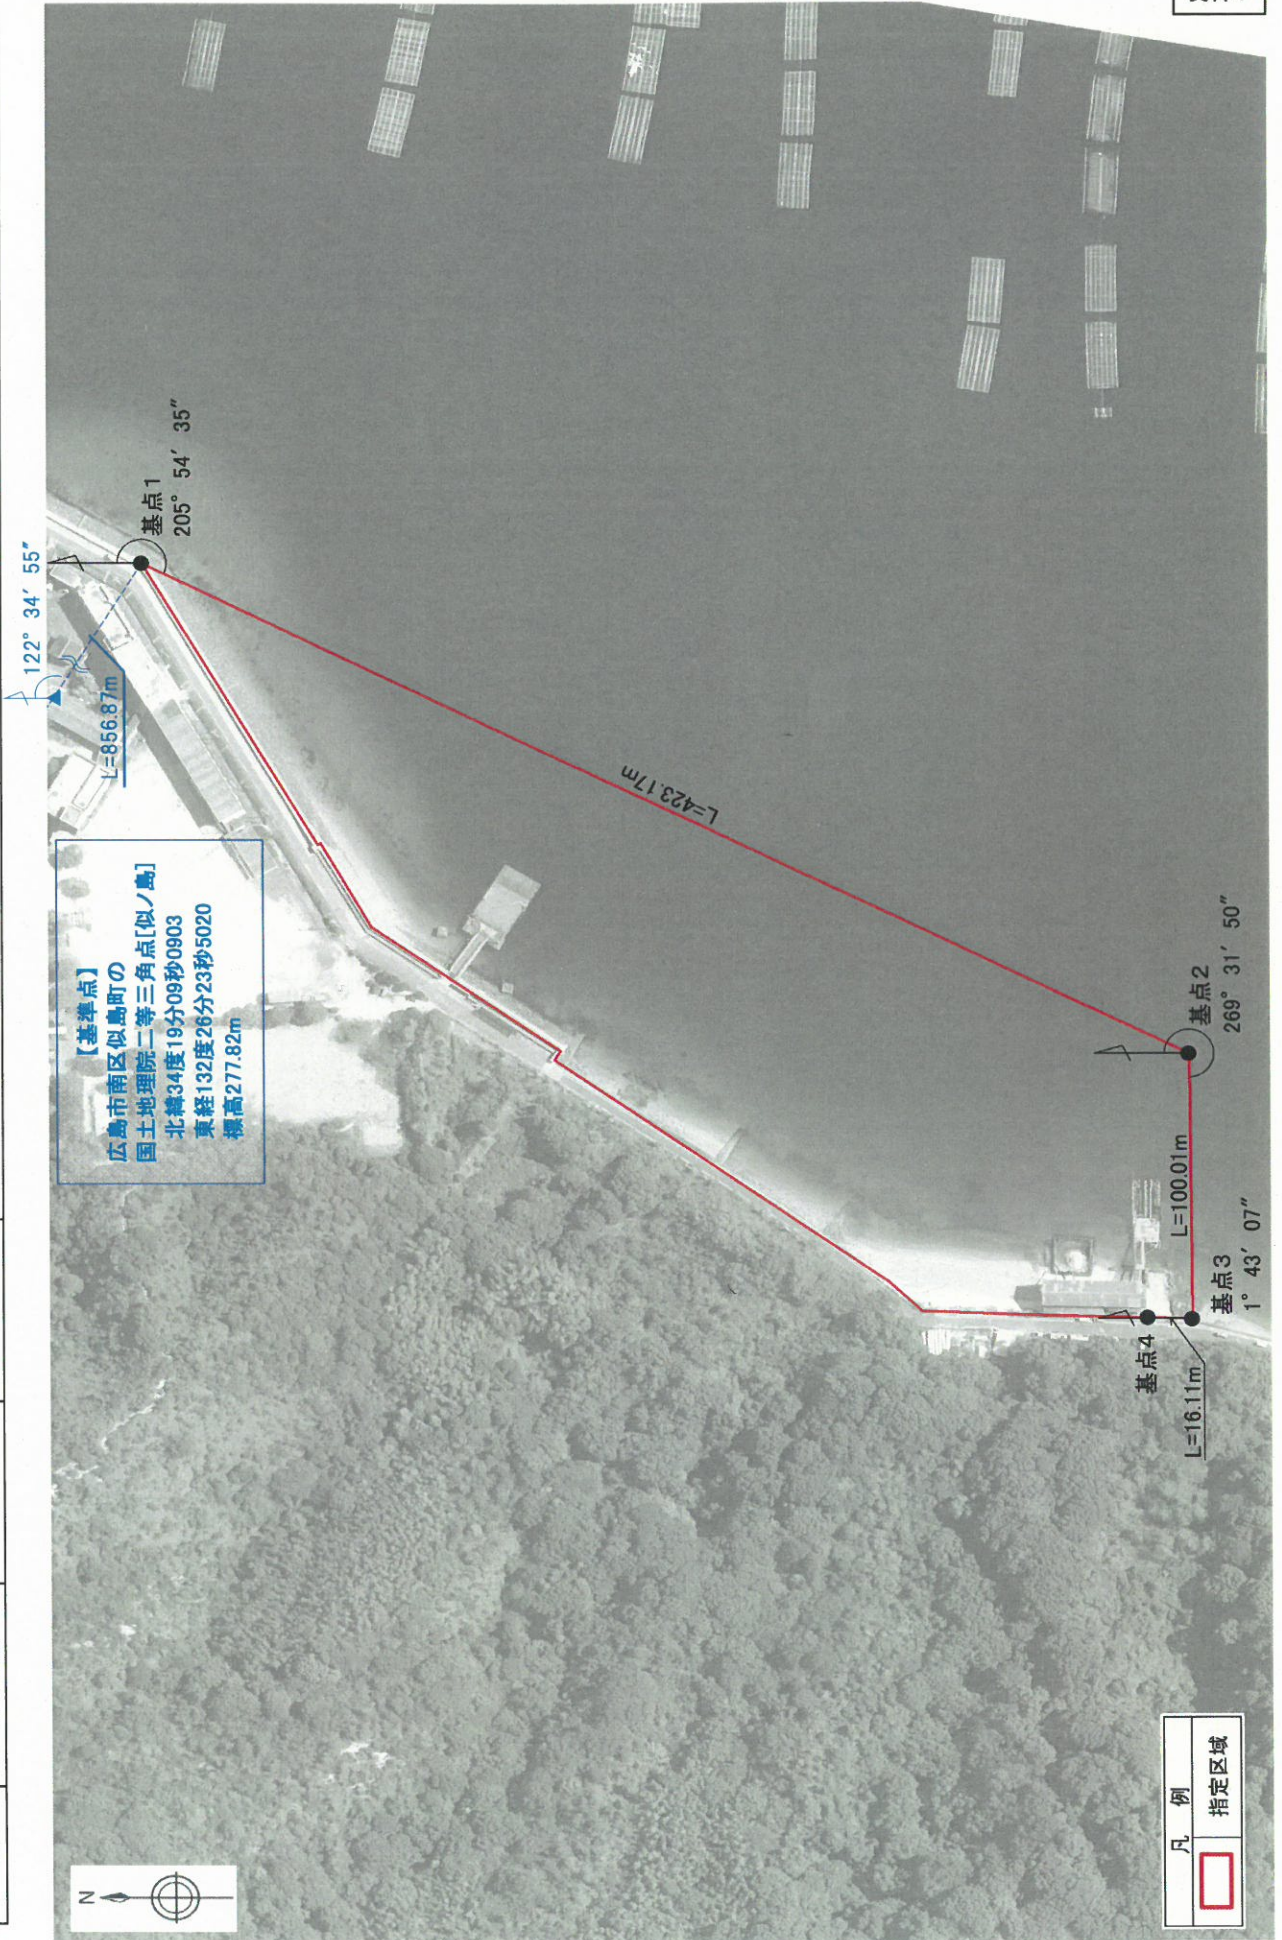 122° 34′ 55″
L=856.87m
【基準点】
広島市南区似島町の
国土地理院二等三角点[似ノ島]
北緯34度19分09秒0903
東経132度26分23秒5020
標高277.82m
基点1
205° 54′ 35″
L=423.17m
基点2
269° 31′ 50″
L=100.01m
基点3
1° 43′ 07″
基点4
L=16.11m
N
凡 例
指定区域